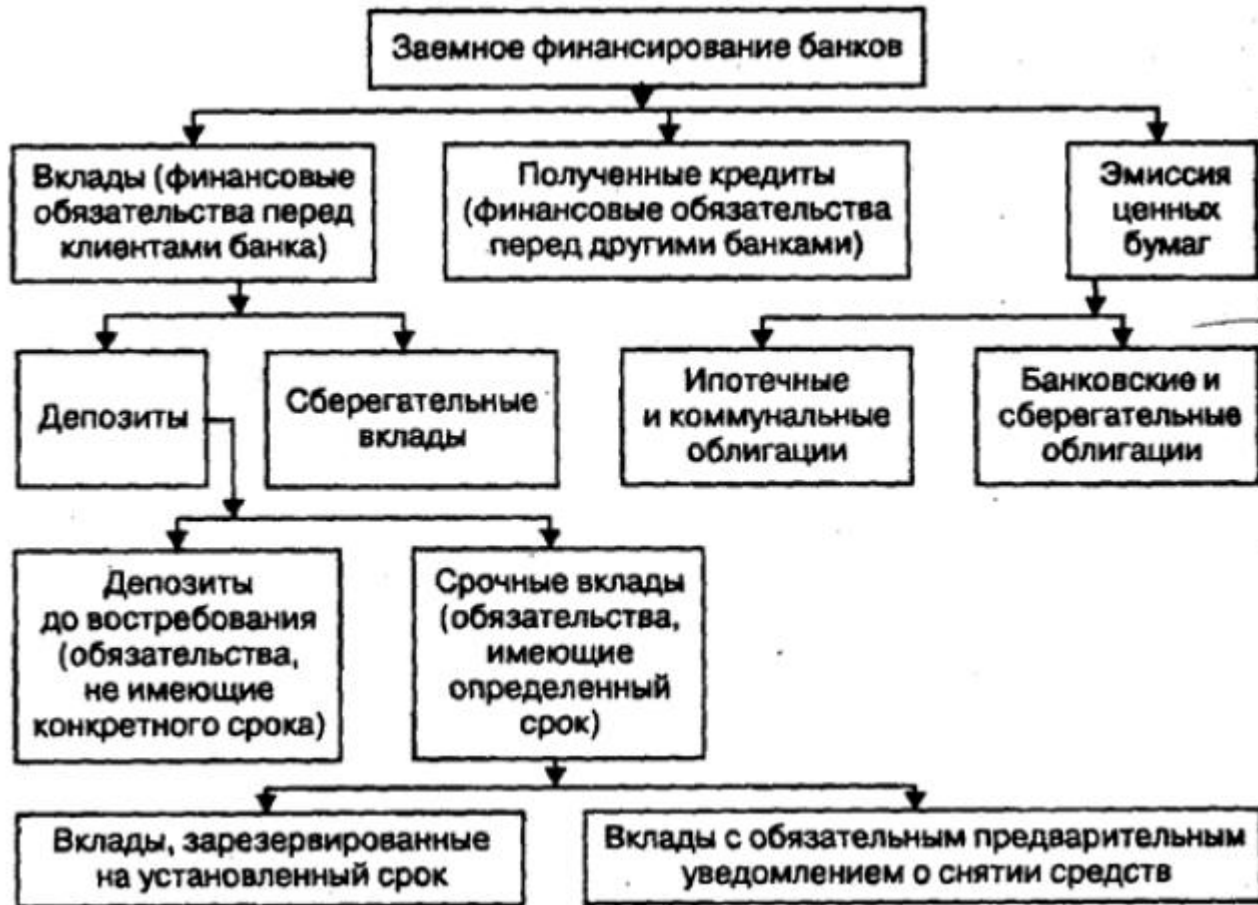 Заемное финансирование банков
Вклады (финансовые
обязательства перед
клиентами банка)
Полученные кредиты
(финансовые обязательства
перед другими банками)
Эмиссия
ценных
бумаг
Депозиты
Сберегательные
вклады
Ипотечные
и коммунальные
облигации
Банковские и
сберегательные
облигации
Депозиты
до востребования
(обязательства,
не имеющие
конкретного срока)
Срочные вклады
(обязательства,
имеющие
определенный
срок)
Вклады, зарезервированные
на установленный срок
Вклады с обязательным предварительным
уведомлением о снятии средств